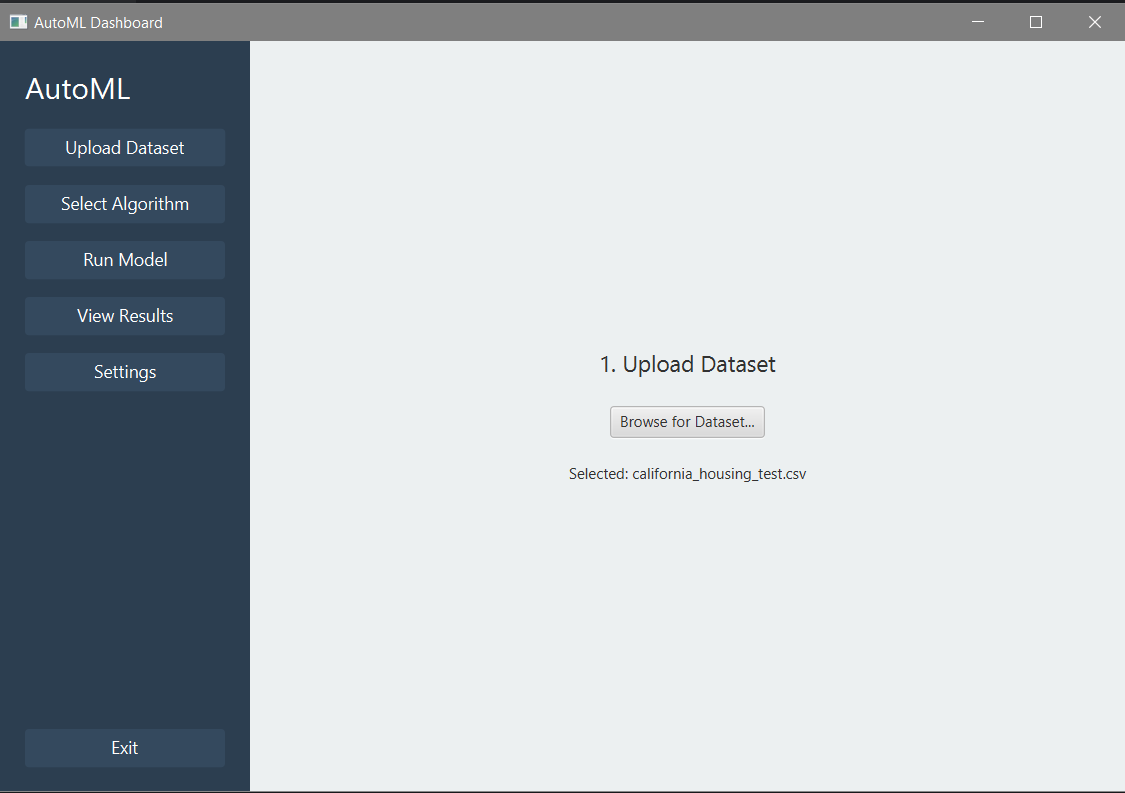 AutoML Dashboard
AutoML
Upload Dataset
Select Algorithm
Run Model
View Results
Settings
Exit
1. Upload Dataset
Browse for Dataset...
Selected: california_housing_test.csv